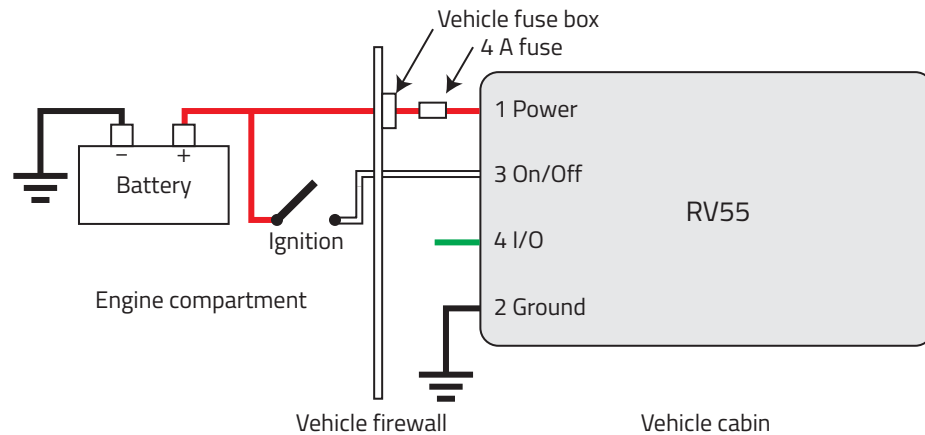 Vehicle fuse box
4 A fuse
1 Power
− +
Battery
3 On/Off
RV55
Ignition
4 I/O
Engine compartment
2 Ground
Vehicle firewall
Vehicle cabin